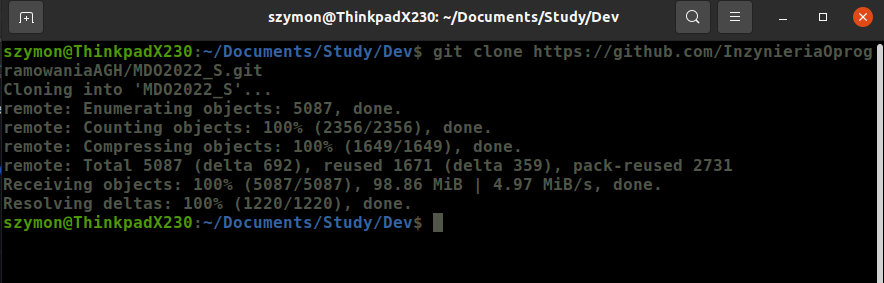 szymon@ThinkpadX230: ~/Documents/Study/Dev
szymon@ThinkpadX230:~/Documents/Study/Dev$ git clone https://github.com/InzynieriaOprog
ramowaniaAGH/MDO2022_S.git
Cloning into 'MDO2022_S'...
remote: Enumerating objects: 5087, done.
remote: Counting objects: 100% (2356/2356), done.
remote: Compressing objects: 100% (1649/1649), done.
remote: Total 5087 (delta 692), reused 1671 (delta 359), pack-reused 2731
Receiving objects: 100% (5087/5087), 98.86 MiB | 4.97 MiB/s, done.
Resolving deltas: 100% (1220/1220), done.
szymon@ThinkpadX230:~/Documents/Study/Dev$